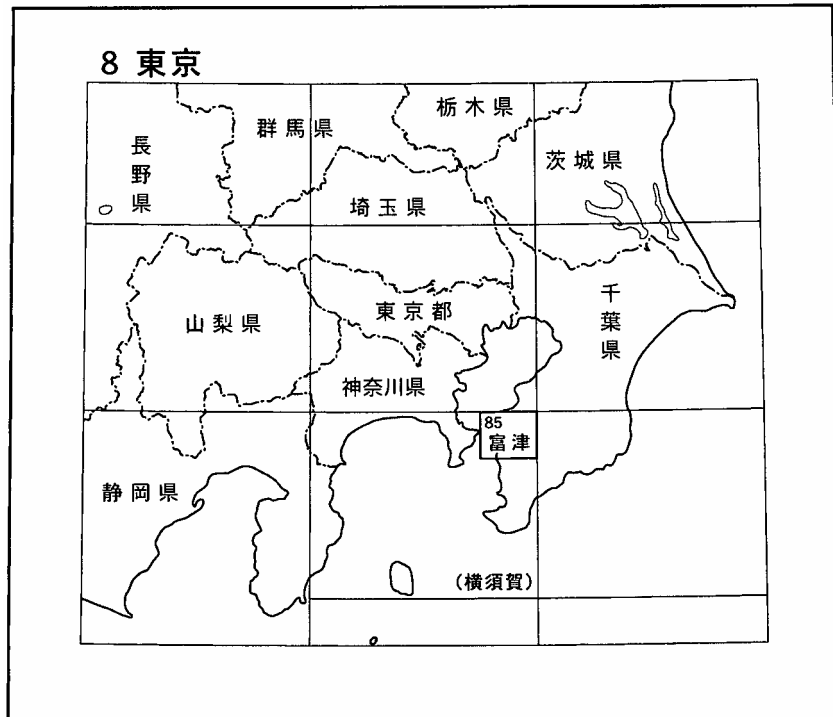 8 東京
栃木県
群馬県
長野県
茨城県
埼玉県
東京都
山梨県
千葉県
神奈川県
85
富津
静岡県
(横須賀)